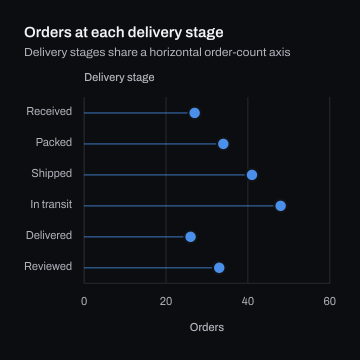 Orders at each delivery stage
Delivery stages share a horizontal order-count axis
Delivery stage
Received
Packed
Shipped
In transit
Delivered
Reviewed
0 20 40 60
Orders